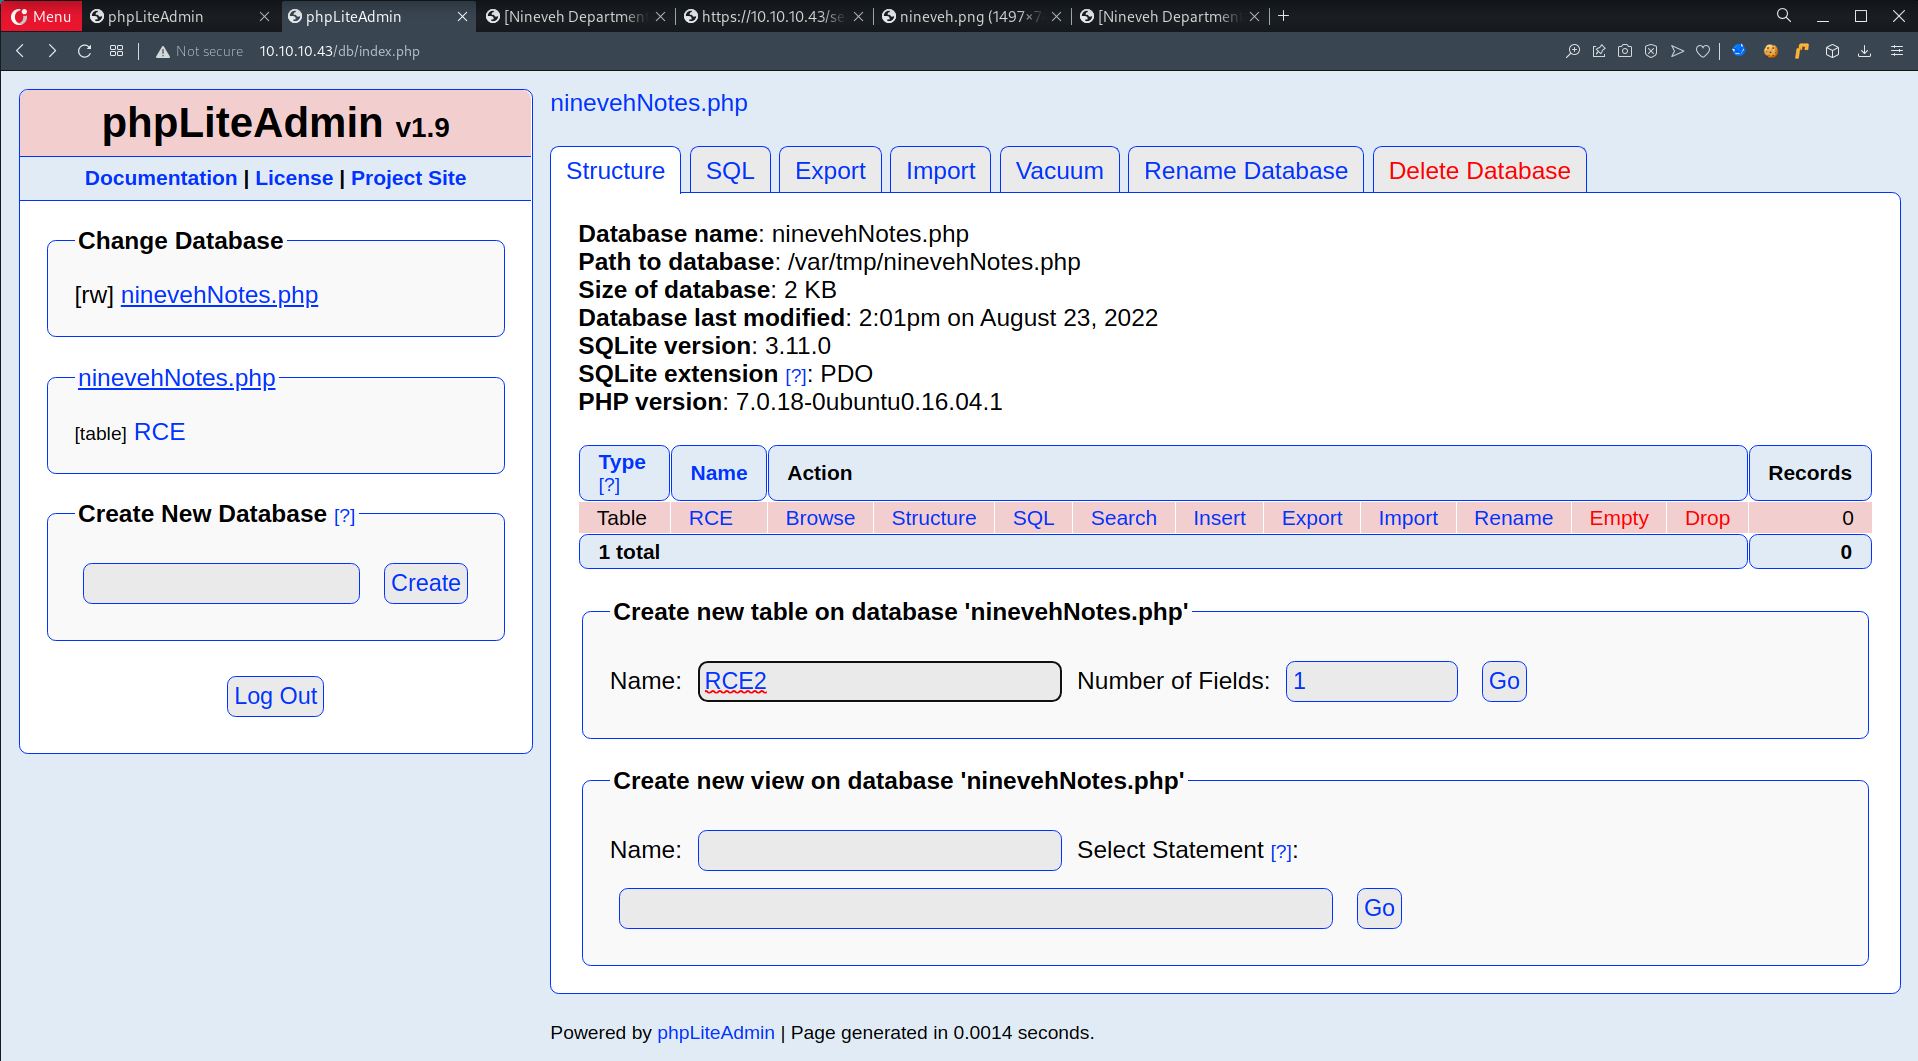 Menu
phpLiteAdmin
phpLiteAdmin
[Nineveh Departmen
https://10.10.10.43/se
nineveh.png (1497×7
[Nineveh Departmen
Not secure 10.10.10.43/db/index.php
phpLiteAdmin v1.9
Documentation | License | Project Site
Change Database
[rw] ninevehNotes.php
ninevehNotes.php
[table] RCE
Create New Database [?]
Create
Log Out
ninevehNotes.php
Structure SQL Export Import Vacuum Rename Database Delete Database
Database name: ninevehNotes.php
Path to database: /var/tmp/ninevehNotes.php
Size of database: 2 KB
Database last modified: 2:01pm on August 23, 2022
SQLite version: 3.11.0
SQLite extension [?]: PDO
PHP version: 7.0.18-0ubuntu0.16.04.1
Type [?] Name Action Records
Table RCE Browse Structure SQL Search Insert Export Import Rename Empty Drop 0
1 total 0
Create new table on database 'ninevehNotes.php'
Name: RCE2 Number of Fields: 1 Go
Create new view on database 'ninevehNotes.php'
Name: Select Statement [?]:
Go
Powered by phpLiteAdmin | Page generated in 0.0014 seconds.